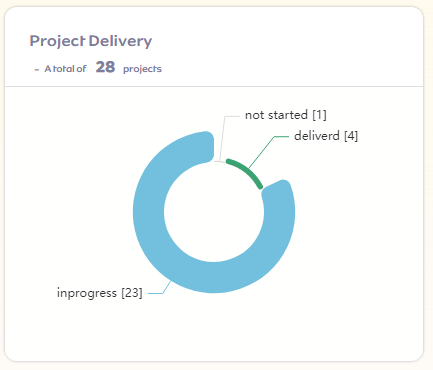 Project Delivery
- A total of 28 projects
not started [1]
deliverd [4]
inprogress [23]